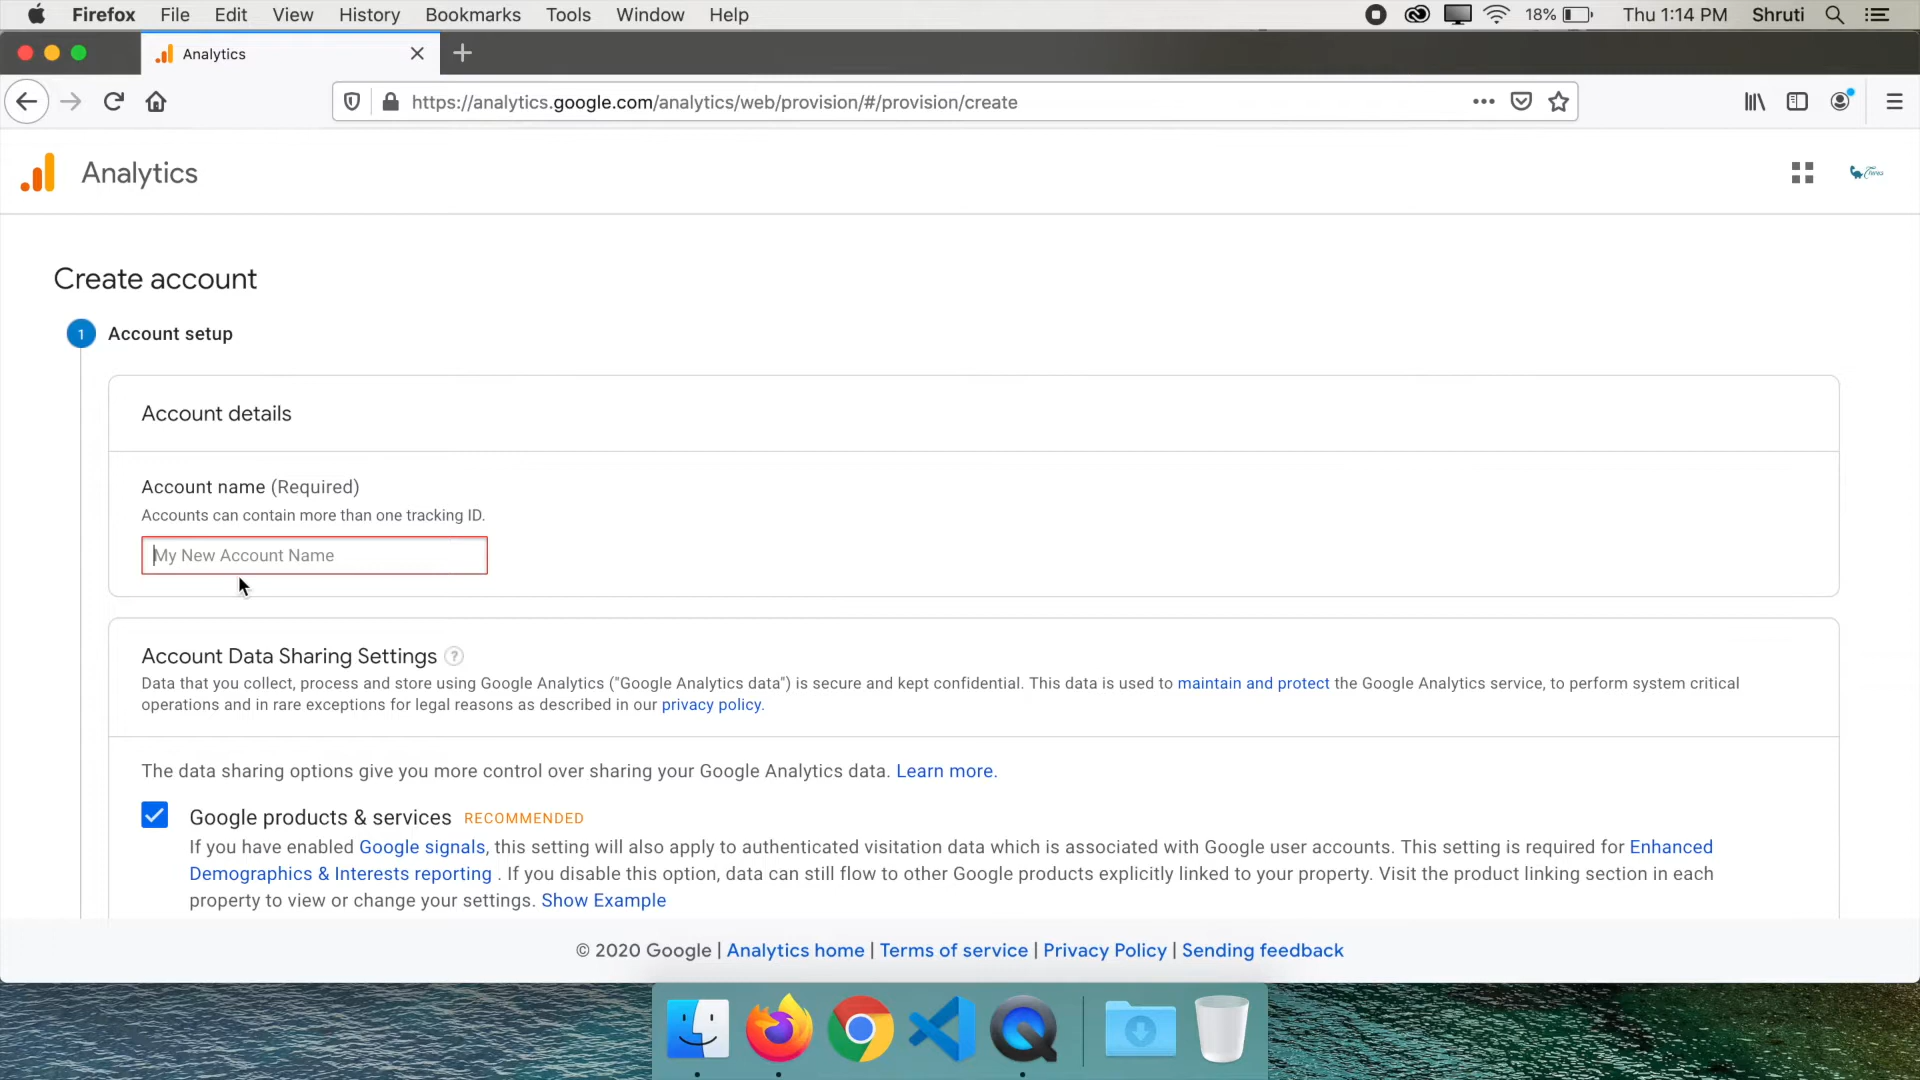 Firefox File Edit View History Bookmarks Tools Window Help 18% Thu 1:14 PM Shruti
Analytics
https://analytics.google.com/analytics/web/provision/#/provision/create
Analytics
Create account
1 Account setup
Account details
Account name (Required)
Accounts can contain more than one tracking ID.
My New Account Name
Account Data Sharing Settings ?
Data that you collect, process and store using Google Analytics ("Google Analytics data") is secure and kept confidential. This data is used to maintain and protect the Google Analytics service, to perform system critical
operations and in rare exceptions for legal reasons as described in our privacy policy.
The data sharing options give you more control over sharing your Google Analytics data. Learn more.
Google products & services RECOMMENDED
If you have enabled Google signals, this setting will also apply to authenticated visitation data which is associated with Google user accounts. This setting is required for Enhanced
Demographics & Interests reporting . If you disable this option, data can still flow to other Google products explicitly linked to your property. Visit the product linking section in each
property to view or change your settings. Show Example
© 2020 Google | Analytics home | Terms of service | Privacy Policy | Sending feedback